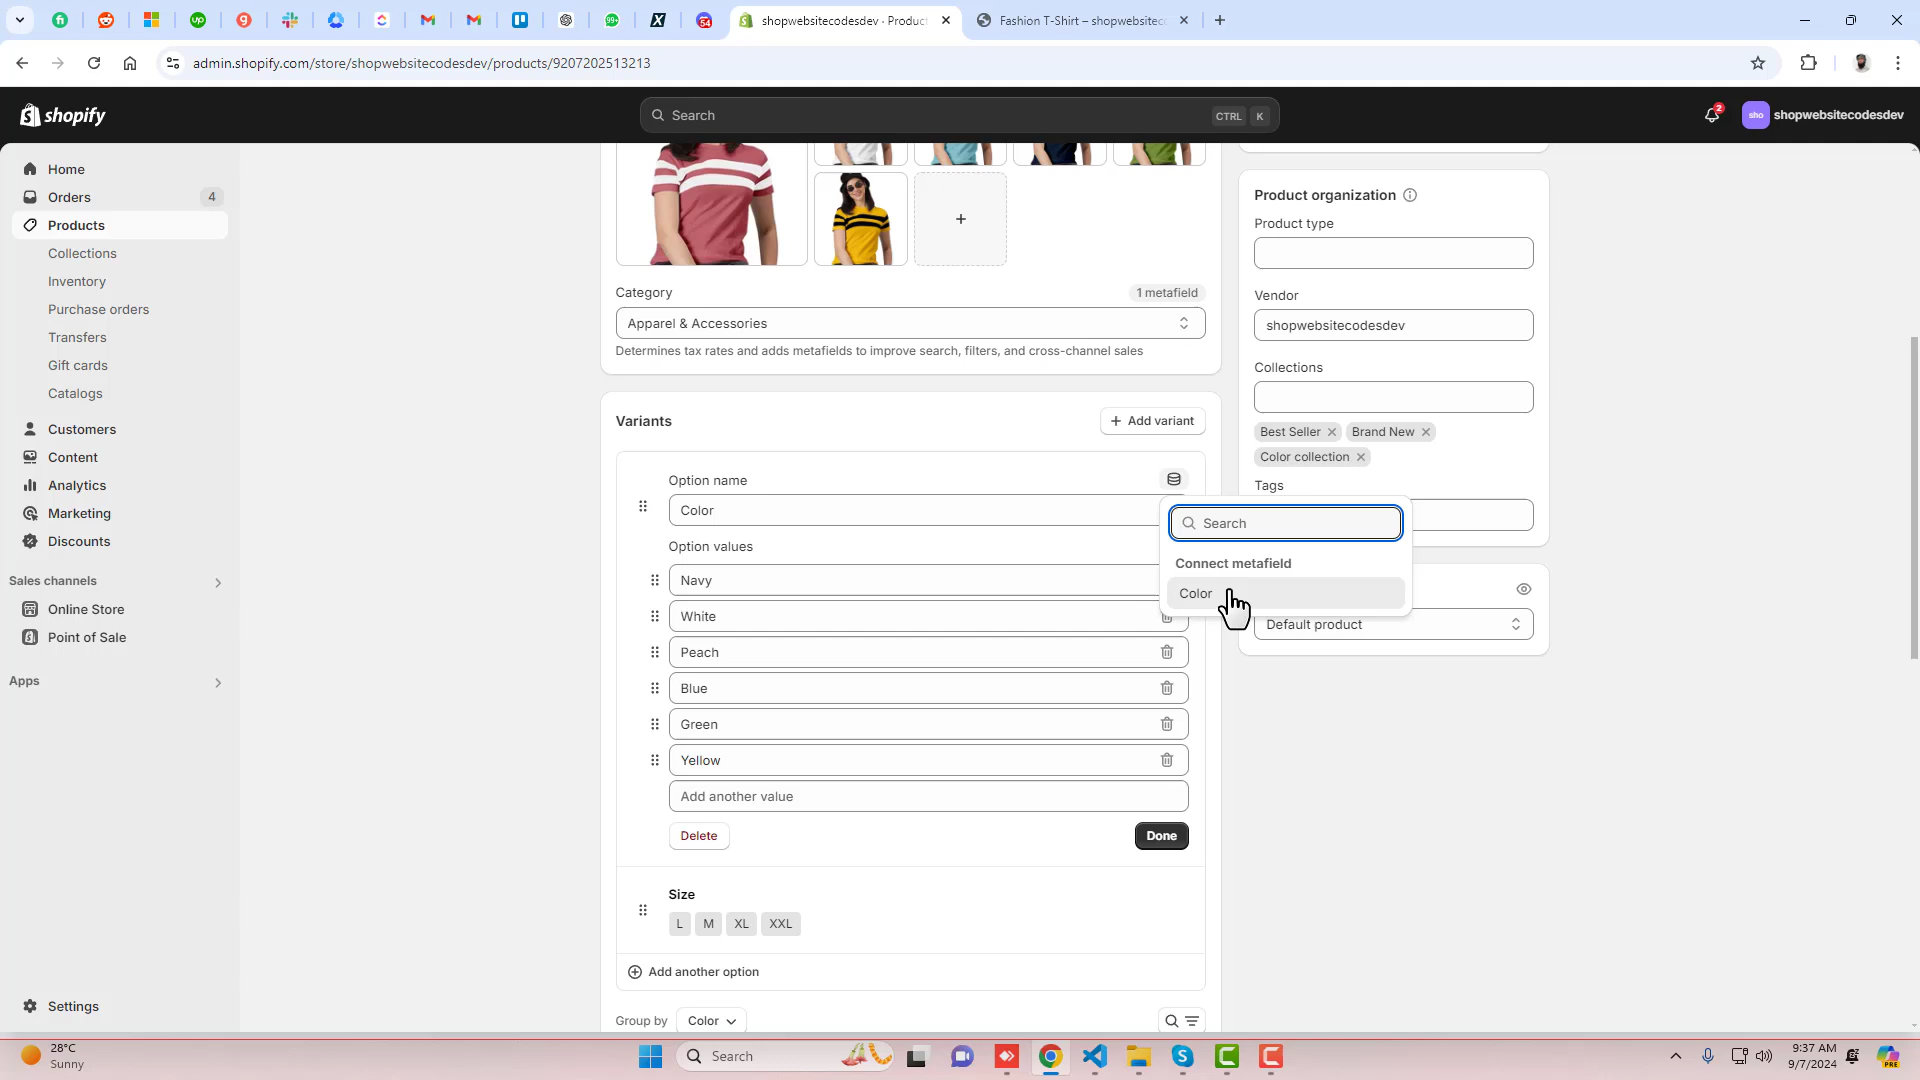 shopwebsitecodesdev - Product
Fashion T-Shirt – shopwebsitec
admin.shopify.com/store/shopwebsitecodesdev/products/9207202513213
shopify
Search
CTRL K
2
sho
shopwebsitecodesdev
99+
54
Home
Orders 4
Products
Collections
Inventory
Purchase orders
Transfers
Gift cards
Catalogs
Customers
Content
Analytics
Marketing
Discounts
Sales channels
Online Store
Point of Sale
Apps
Settings
Category
1 metafield
Apparel & Accessories
Determines tax rates and adds metafields to improve search, filters, and cross-channel sales
Variants
Add variant
Option name
Color
Option values
Navy
White
Peach
Blue
Green
Yellow
Add another value
Delete
Done
Size
L M XL XXL
Add another option
Group by
Color
Search
Connect metafield
Color
Product organization
Product type
Vendor
shopwebsitecodesdev
Collections
Best Seller
Brand New
Color collection
Tags
Default product
28°C
Sunny
Search
9:37 AM
9/7/2024
PRE